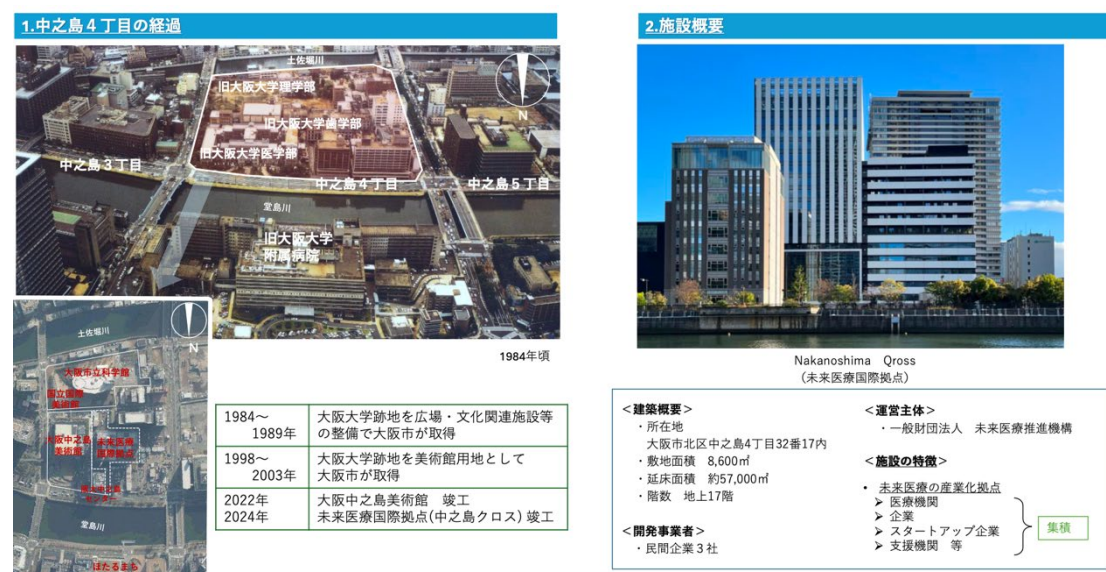 1.中之島４丁目の経過
土佐堀川
旧大阪大学理学部
N
旧大阪大学歯学部
旧大阪大学医学部
中之島３丁目
中之島４丁目
中之島５丁目
堂島川
旧大阪大学
附属病院
1984年頃
土佐堀川
N
大阪市立科学館
国立国際
美術館
大阪中之島
美術館
未来医療
国際拠点
堂島川
ほたるまち
1984～
1989年
大阪大学跡地を広場・文化関連施設等
の整備で大阪市が取得
1998～
2003年
大阪大学跡地を美術館用地として
大阪市が取得
2022年 大阪中之島美術館　竣工
2024年 未来医療国際拠点(中之島クロス) 竣工
2.施設概要
Nakanoshima　Qross
（未来医療国際拠点）
＜建築概要＞
・所在地
大阪市北区中之島4丁目32番17内
・敷地面積　8,600㎡
・延床面積　約57,000㎡
・階数　地上17階
＜開発事業者＞
・民間企業３社
＜運営主体＞
・一般財団法人　未来医療推進機構
＜施設の特徴＞
• 未来医療の産業化拠点
➢ 医療機関
➢ 企業
➢ スタートアップ企業
➢ 支援機関　等
集積